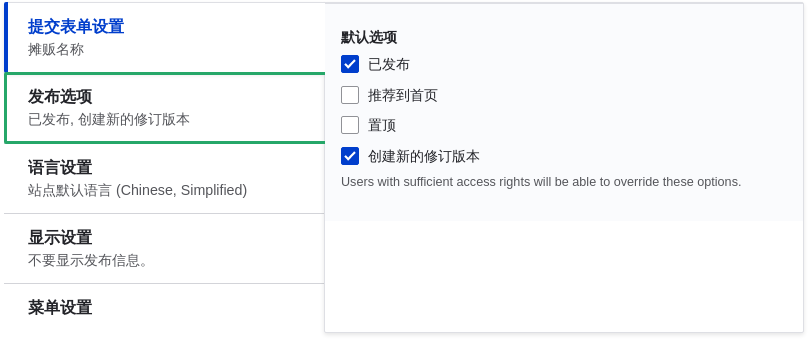 提交表单设置
摊贩名称
发布选项
已发布, 创建新的修订版本
语言设置
站点默认语言 (Chinese, Simplified)
显示设置
不要显示发布信息。
菜单设置
默认选项
已发布
推荐到首页
置顶
创建新的修订版本
Users with sufficient access rights will be able to override these options.